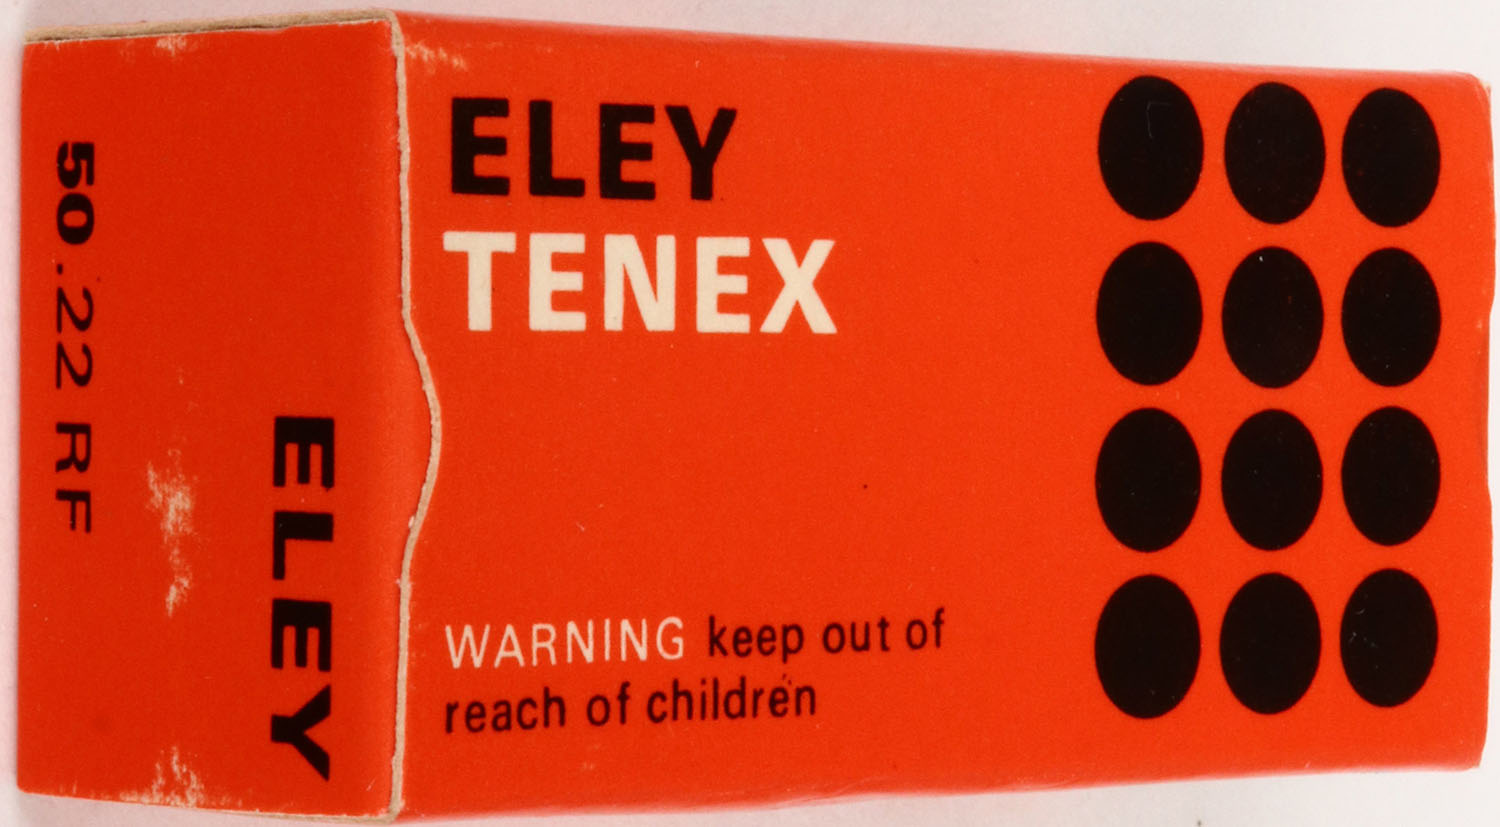 ELEY
TENEX
WARNING keep out of
reach of children
ELEY
50 .22 RF